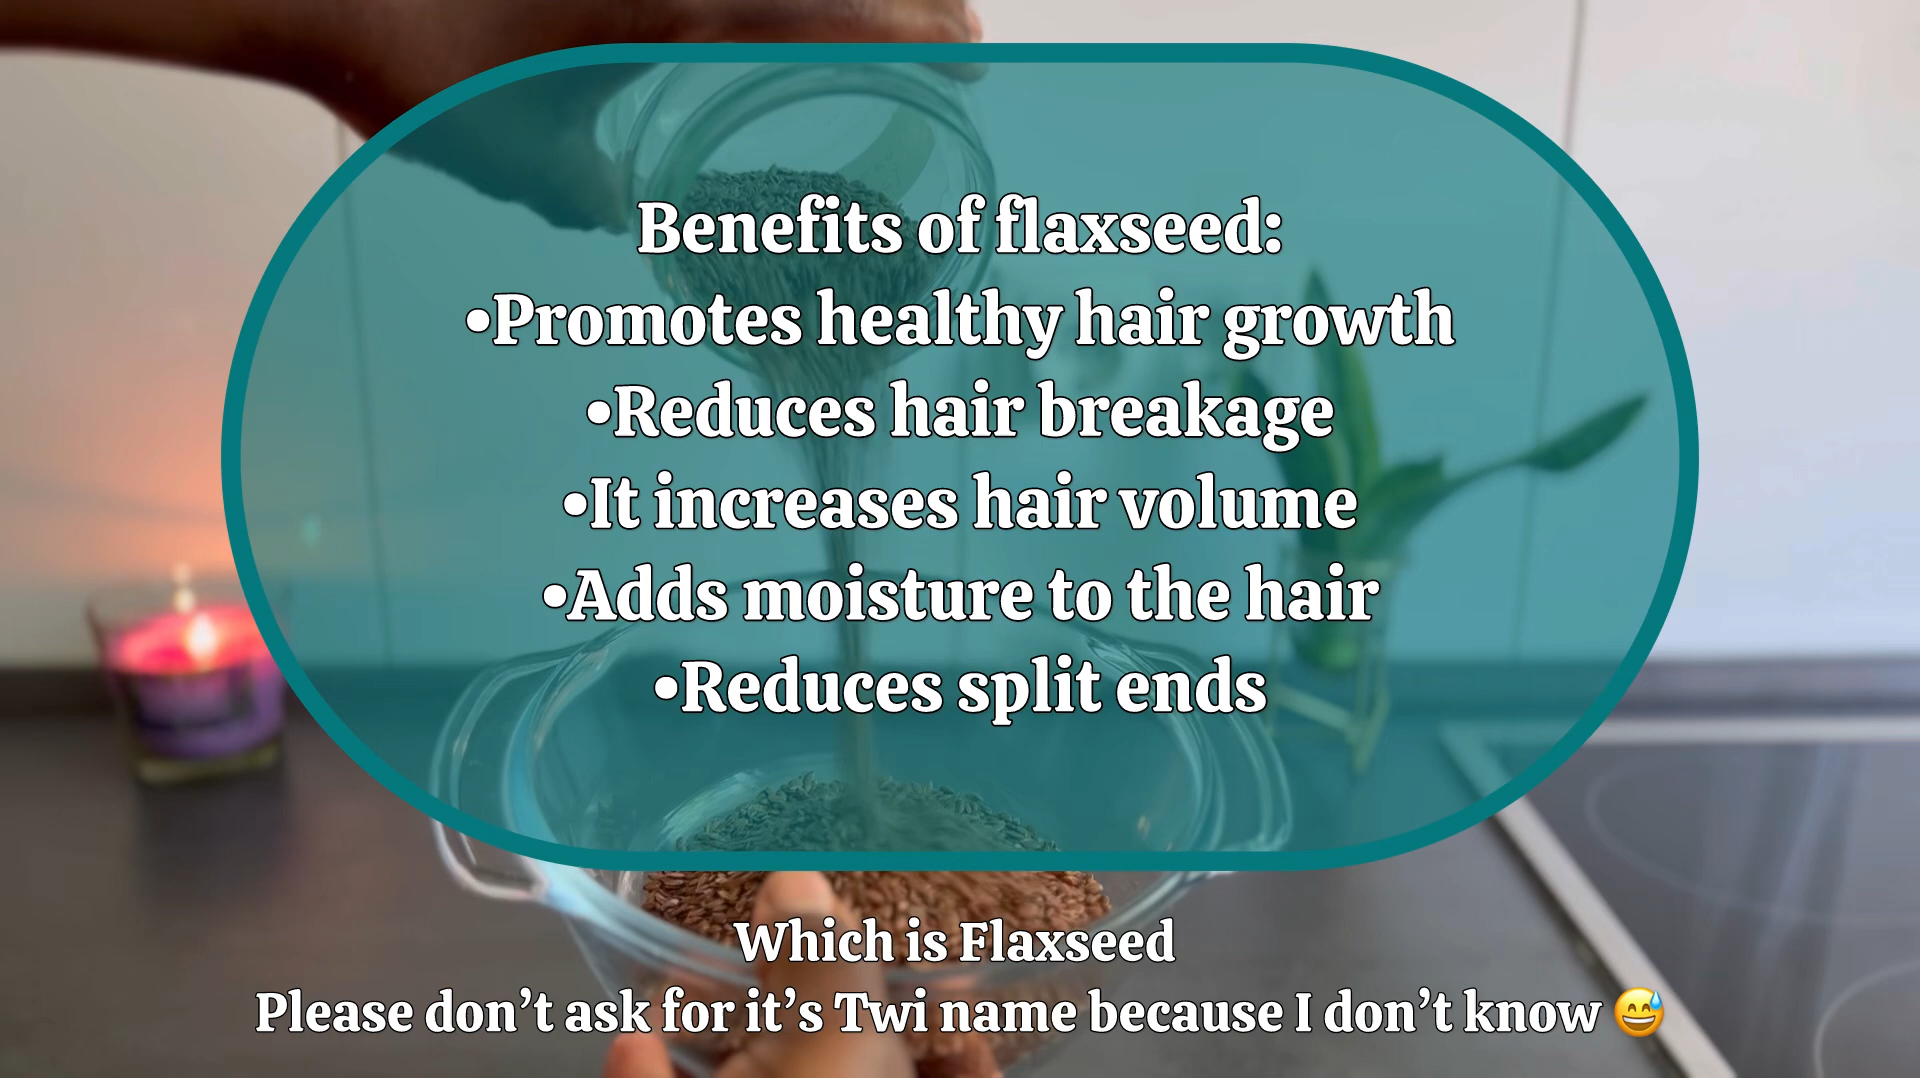 Benefits of flaxseed:
•Promotes healthy hair growth
•Reduces hair breakage
•It increases hair volume
•Adds moisture to the hair
•Reduces split ends
Which is Flaxseed
Please don’t ask for it’s Twi name because I don’t know 😅